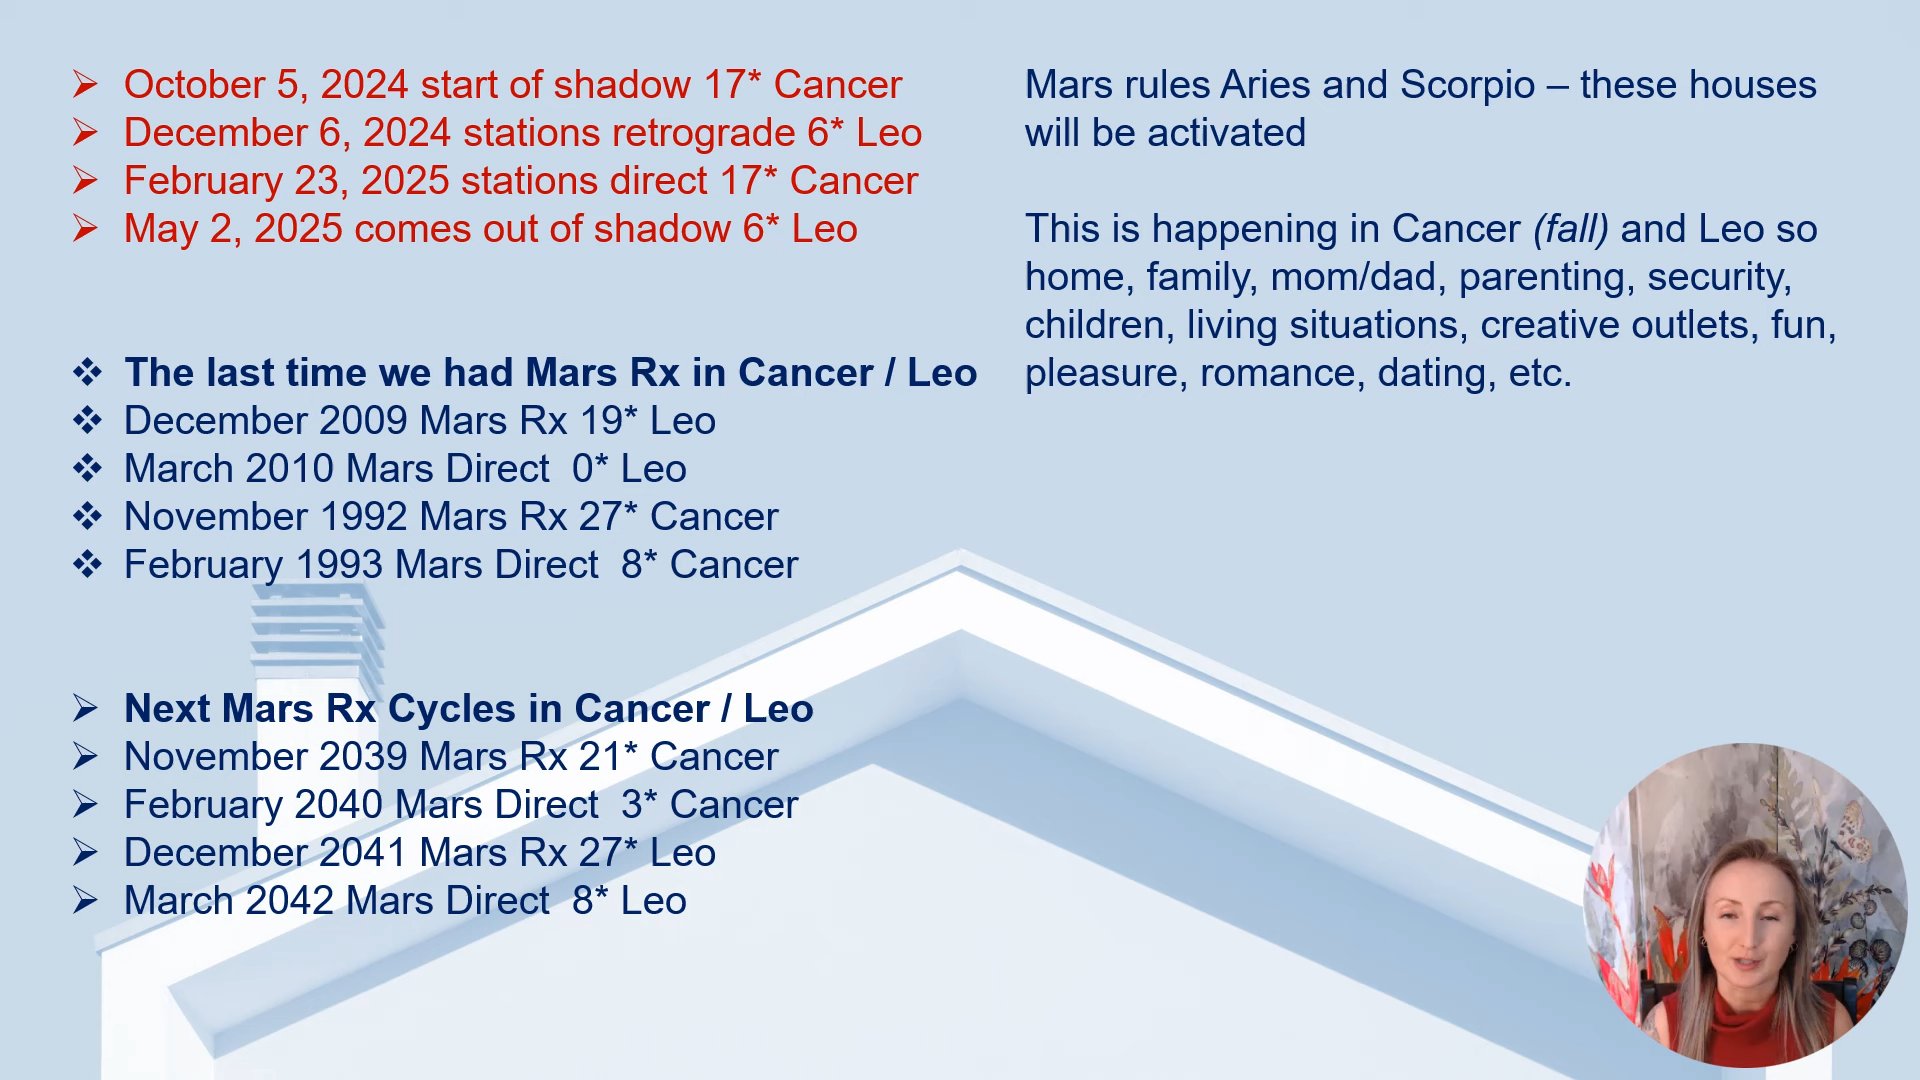 October 5, 2024 start of shadow 17* Cancer
December 6, 2024 stations retrograde 6* Leo
February 23, 2025 stations direct 17* Cancer
May 2, 2025 comes out of shadow 6* Leo
The last time we had Mars Rx in Cancer / Leo
December 2009 Mars Rx 19* Leo
March 2010 Mars Direct  0* Leo
November 1992 Mars Rx 27* Cancer
February 1993 Mars Direct  8* Cancer
Next Mars Rx Cycles in Cancer / Leo
November 2039 Mars Rx 21* Cancer
February 2040 Mars Direct  3* Cancer
December 2041 Mars Rx 27* Leo
March 2042 Mars Direct  8* Leo
Mars rules Aries and Scorpio – these houses
will be activated
This is happening in Cancer (fall) and Leo so
home, family, mom/dad, parenting, security,
children, living situations, creative outlets, fun,
pleasure, romance, dating, etc.